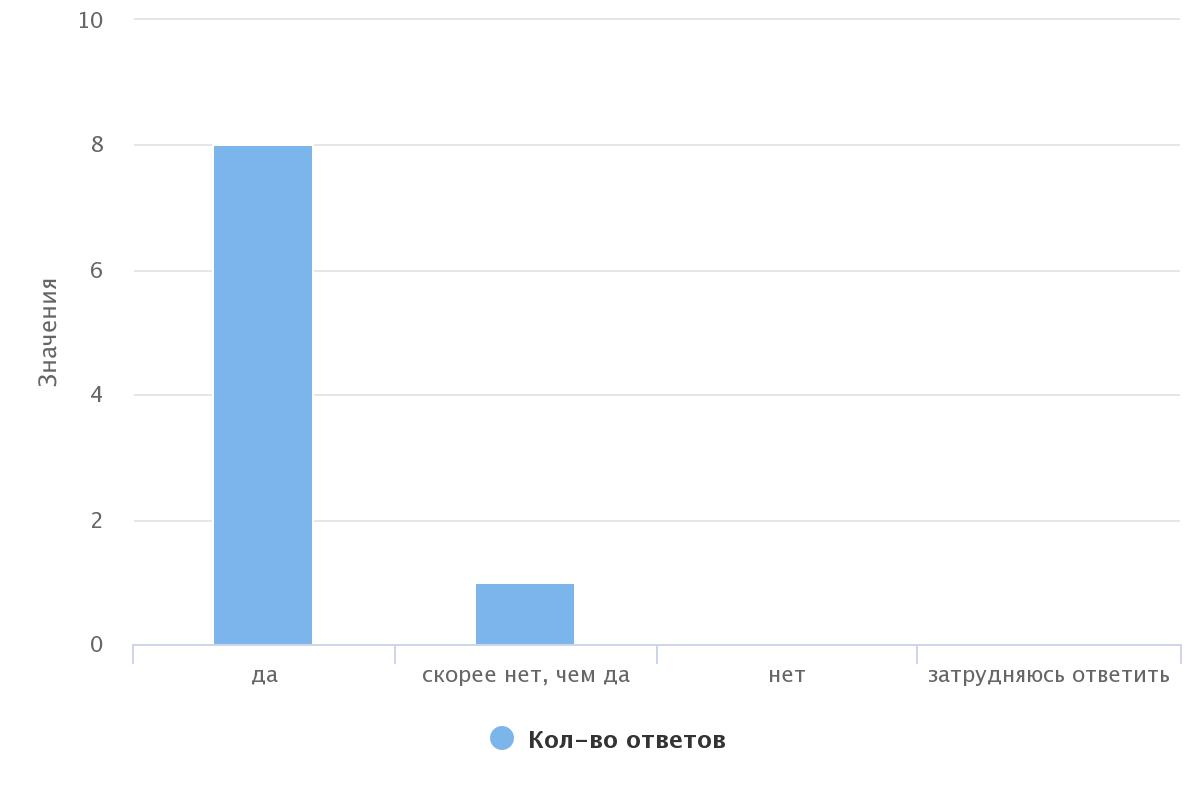 10
8
6
4
2
0
Значения
да
скорее нет, чем да
нет
затрудняюсь ответить
Кол-во ответов